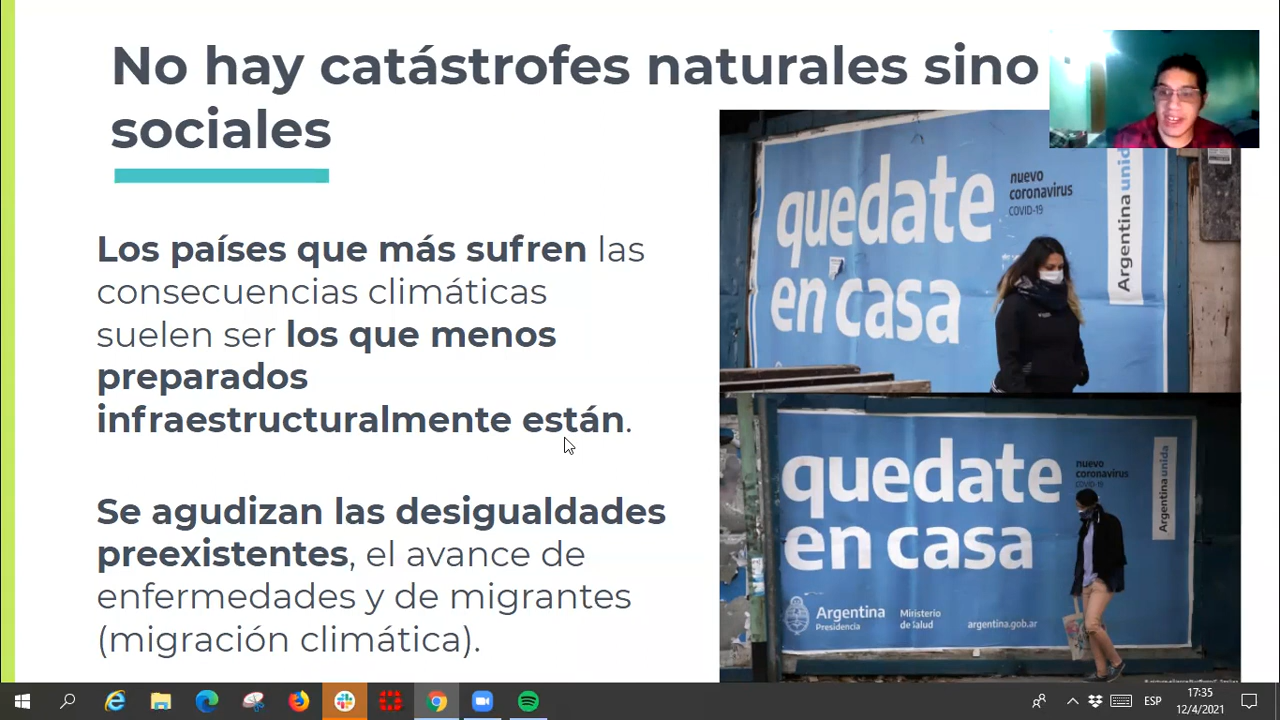 No hay catástrofes naturales sino
sociales
Los países que más sufren las
consecuencias climáticas
suelen ser los que menos
preparados
infraestructuralmente están.
Se agudizan las desigualdades
preexistentes, el avance de
enfermedades y de migrantes
(migración climática).
quedate
en casa
nuevo
coronavirus
COVID-19
Argentina unid
quedate
en casa
nuevo
coronavirus
COVID-19
Argentina unida
Argentina
Presidencia
Ministerio
de Salud
argentina.gob.ar
ESP
17:35
12/4/2021